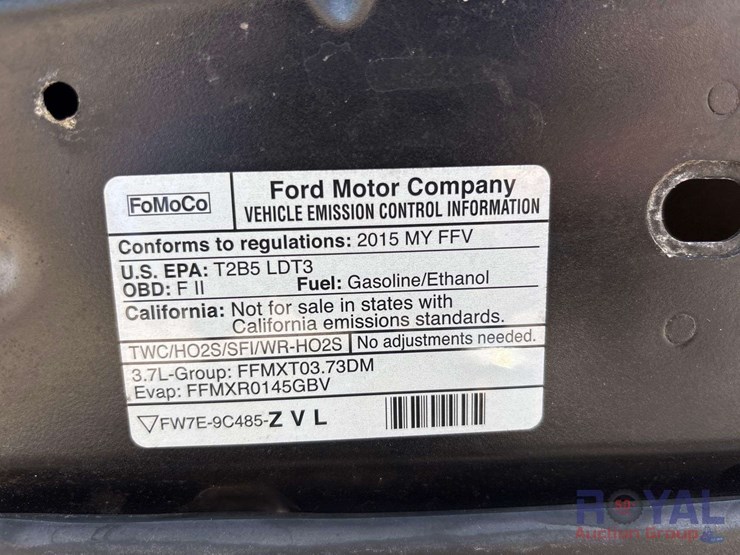 FoMoCo
Ford Motor Company
VEHICLE EMISSION CONTROL INFORMATION
Conforms to regulations: 2015 MY FFV
U.S. EPA: T2B5 LDT3
OBD: F II Fuel: Gasoline/Ethanol
California: Not for sale in states with
California emissions standards.
TWC/HO2S/SFI/WR-HO2S No adjustments needed.
3.7L-Group: FFMXT03.73DM
Evap: FFMXR0145GBV
FW7E-9C485-Z V L
ROYAL
Auction Group